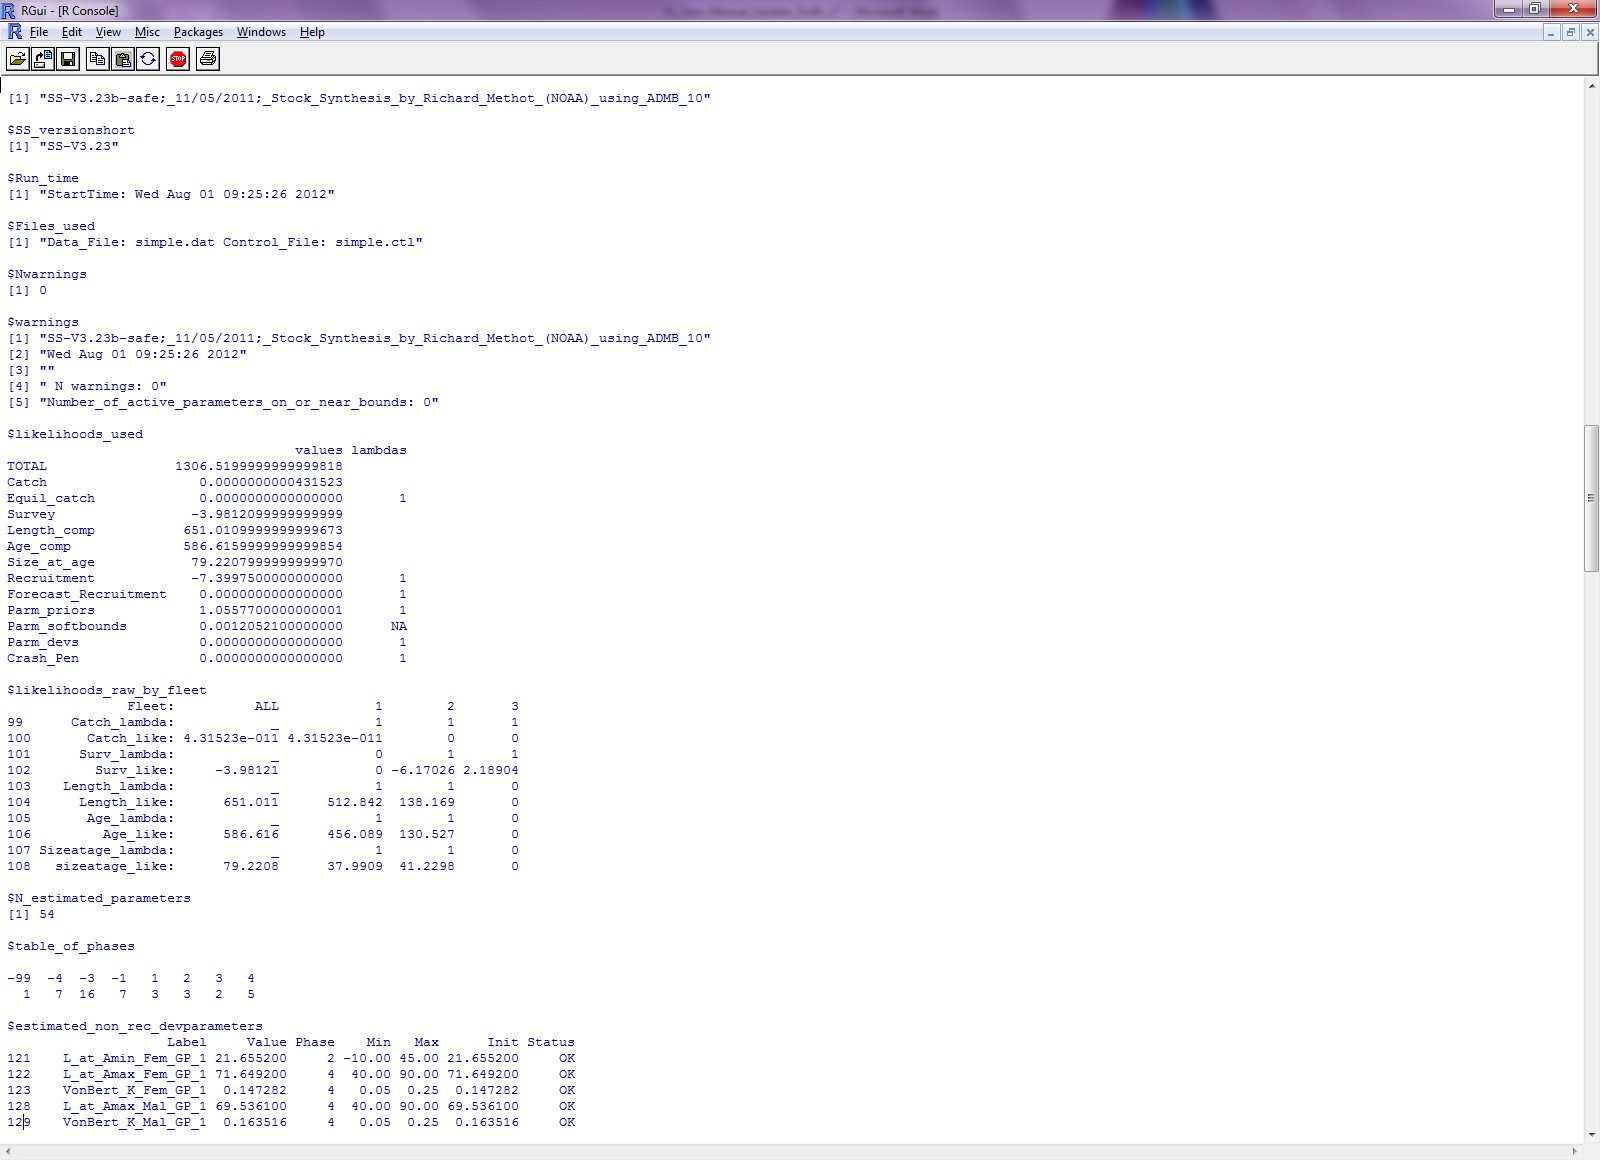 RGui - [R Console]
File Edit View Misc Packages Windows Help
STOP
[1] "SS-V3.23b-safe;_11/05/2011;_Stock_Synthesis_by_Richard_Methot_(NOAA)_using_ADMB_10"
$SS_versionshort
[1] "SS-V3.23"
$Run_time
[1] "StartTime: Wed Aug 01 09:25:26 2012"
$Files_used
[1] "Data_File: simple.dat Control_File: simple.ctl"
$Nwarnings
[1] 0
$warnings
[1] "SS-V3.23b-safe;_11/05/2011;_Stock_Synthesis_by_Richard_Methot_(NOAA)_using_ADMB_10"
[2] "Wed Aug 01 09:25:26 2012"
[3] ""
[4] " N warnings: 0"
[5] "Number_of_active_parameters_on_or_near_bounds: 0"
$likelihoods_used
values lambdas
TOTAL 1306.5199999999999818
Catch 0.0000000000431523
Equil_catch 0.0000000000000000 1
Survey -3.9812099999999999
Length_comp 651.0109999999999673
Age_comp 586.6159999999999854
Size_at_age 79.2207999999999970
Recruitment -7.3997500000000000 1
Forecast_Recruitment 0.0000000000000000 1
Parm_priors 1.0557700000000001 1
Parm_softbounds 0.0012052100000000 NA
Parm_devs 0.0000000000000000 1
Crash_Pen 0.0000000000000000 1
$likelihoods_raw_by_fleet
Fleet: ALL 1 2 3
99 Catch_lambda: _ 1 1 1
100 Catch_like: 4.31523e-011 4.31523e-011 0 0
101 Surv_lambda: _ 0 1 1
102 Surv_like: -3.98121 0 -6.17026 2.18904
103 Length_lambda: _ 1 1 0
104 Length_like: 651.011 512.842 138.169 0
105 Age_lambda: _ 1 1 0
106 Age_like: 586.616 456.089 130.527 0
107 Sizeatage_lambda: _ 1 1 0
108 sizeatage_like: 79.2208 37.9909 41.2298 0
$N_estimated_parameters
[1] 54
$table_of_phases
-99 -4 -3 -1 1 2 3 4
1 7 16 7 3 3 2 5
$estimated_non_rec_devparameters
Label Value Phase Min Max Init Status
121 L_at_Amin_Fem_GP_1 21.655200 2 -10.00 45.00 21.655200 OK
122 L_at_Amax_Fem_GP_1 71.649200 4 40.00 90.00 71.649200 OK
123 VonBert_K_Fem_GP_1 0.147282 4 0.05 0.25 0.147282 OK
128 L_at_Amax_Mal_GP_1 69.536100 4 40.00 90.00 69.536100 OK
129 VonBert_K_Mal_GP_1 0.163516 4 0.05 0.25 0.163516 OK